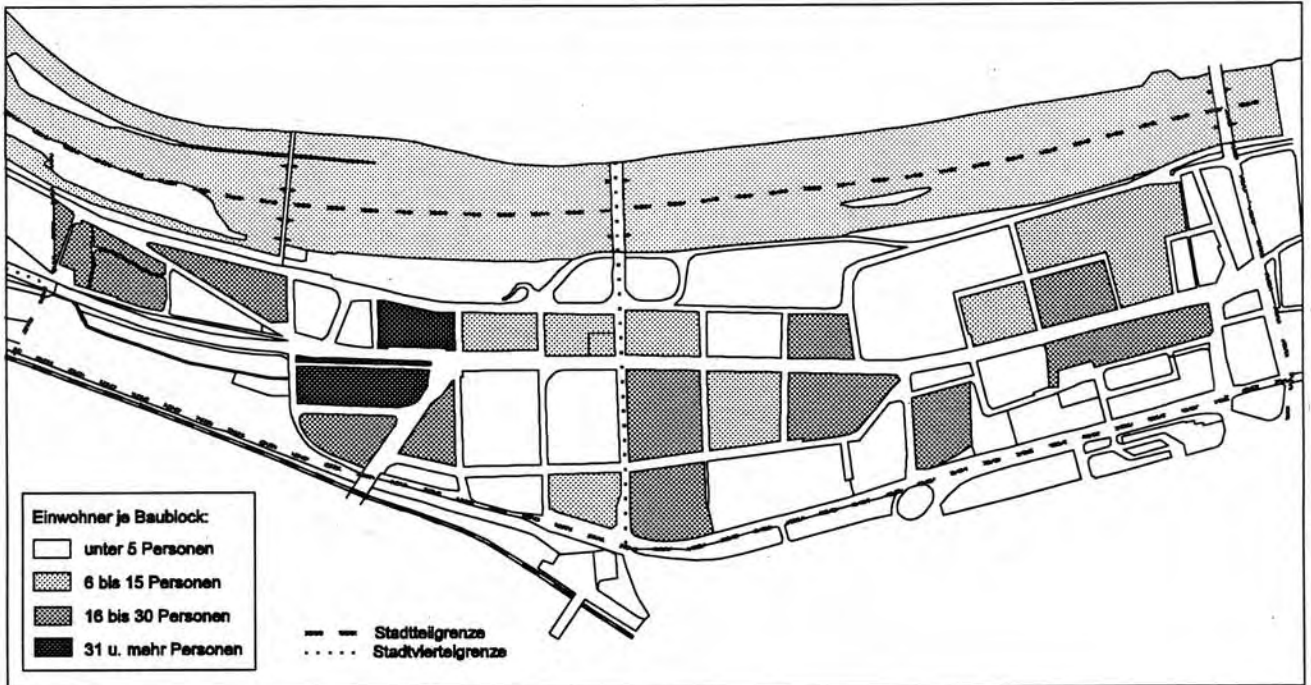 Einwohner je Baublock:
unter 5 Personen
6 bis 15 Personen
16 bis 30 Personen
31 u. mehr Personen
Stadtteilgrenze
Stadtviertelgrenze